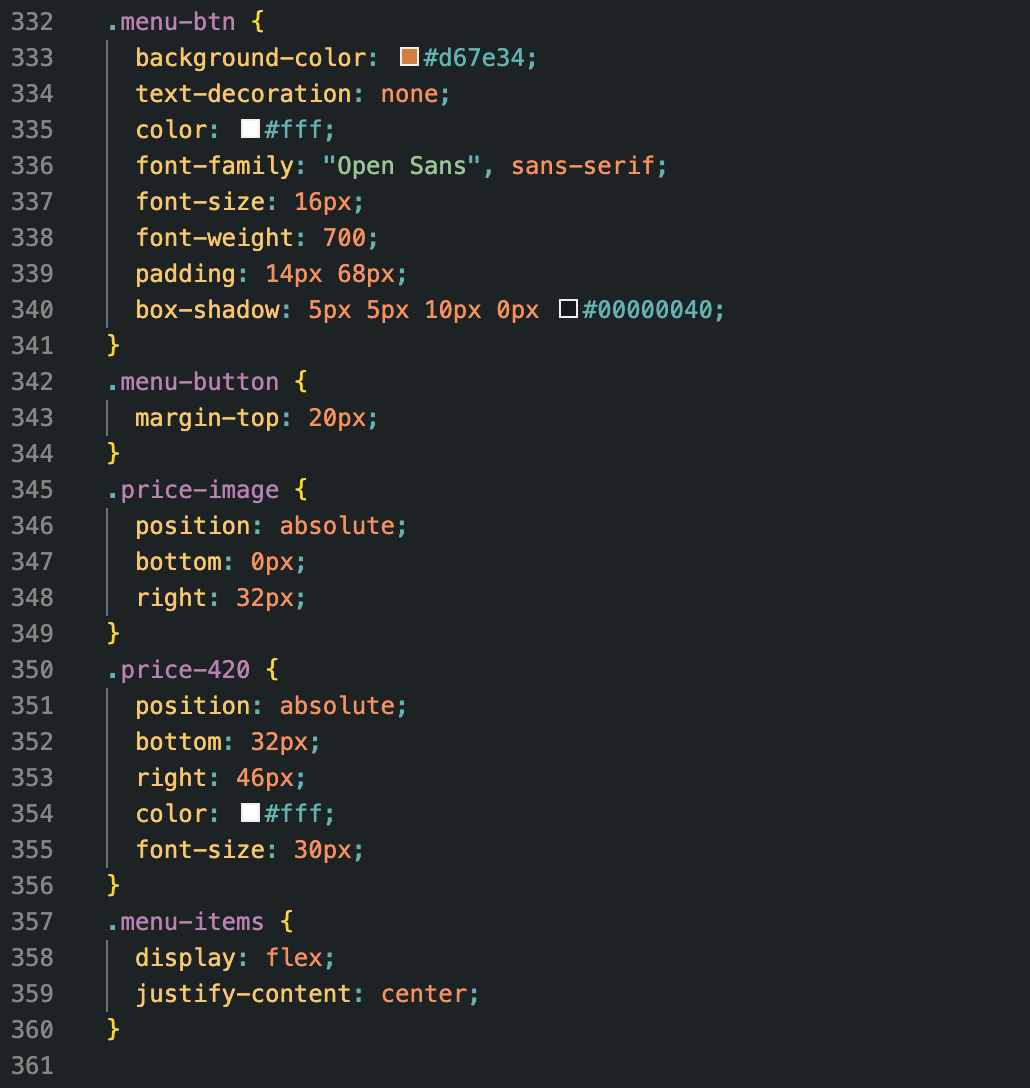 332 .menu-btn {
333 background-color: #d67e34;
334 text-decoration: none;
335 color: #fff;
336 font-family: "Open Sans", sans-serif;
337 font-size: 16px;
338 font-weight: 700;
339 padding: 14px 68px;
340 box-shadow: 5px 5px 10px 0px #00000040;
341 }
342 .menu-button {
343 margin-top: 20px;
344 }
345 .price-image {
346 position: absolute;
347 bottom: 0px;
348 right: 32px;
349 }
350 .price-420 {
351 position: absolute;
352 bottom: 32px;
353 right: 46px;
354 color: #fff;
355 font-size: 30px;
356 }
357 .menu-items {
358 display: flex;
359 justify-content: center;
360 }
361